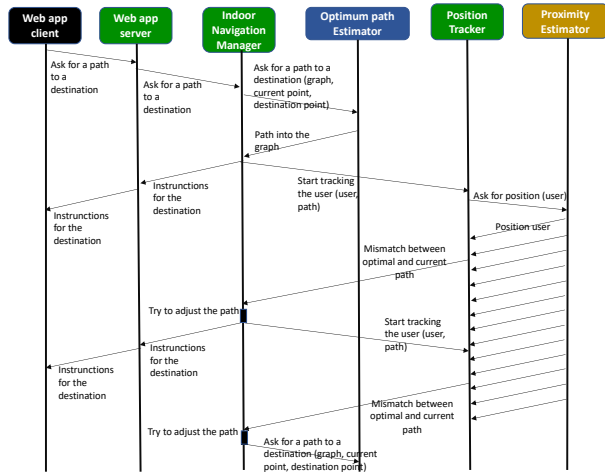 Web app
client
Web app
server
Indoor
Navigation
Manager
Optimum path
Estimator
Position
Tracker
Proximity
Estimator
Ask for a path
to a
destination
Ask for a path
to a
destination
Ask for a path to a
destination (graph,
current point,
destination point)
Path into the
graph
Instrunctions
for the
destination
Instrunctions
for the
destination
Start tracking
the user (user,
path)
Ask for position (user)
Position user
Mismatch between
optimal and current
path
Try to adjust the path
Start tracking
the user (user,
path)
Instrunctions
for the
destination
Instrunctions
for the
destination
Mismatch between
optimal and current
path
Try to adjust the path
Ask for a path to a
destination (graph, current
point, destination point)